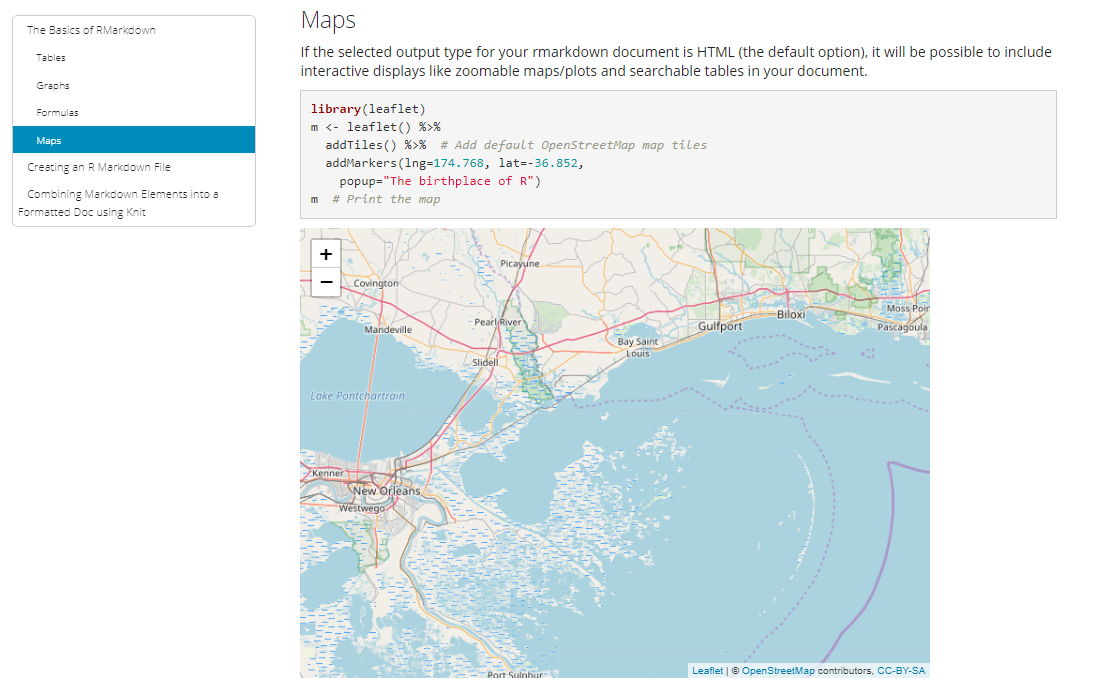 The Basics of RMarkdown
Tables
Graphs
Formulas
Maps
Creating an R Markdown File
Combining Markdown Elements into a
Formatted Doc using Knit
Maps
If the selected output type for your rmarkdown document is HTML (the default option), it will be possible to include
interactive displays like zoomable maps/plots and searchable tables in your document.
library(leaflet)
m <- leaflet() %>%
addTiles() %>%  # Add default OpenStreetMap map tiles
addMarkers(lng=174.768, lat=-36.852,
popup="The birthplace of R")
m  # Print the map
+
−
Picayune
Covington
Mandeville
Pearl River
Slidell
Bay Saint
Louis
Gulfport
Biloxi
Moss Poin
Pascagoula
Lake Pontchartrain
Kenner
New Orleans
Westwego
Port Sulphur
Leaflet | © OpenStreetMap contributors, CC-BY-SA